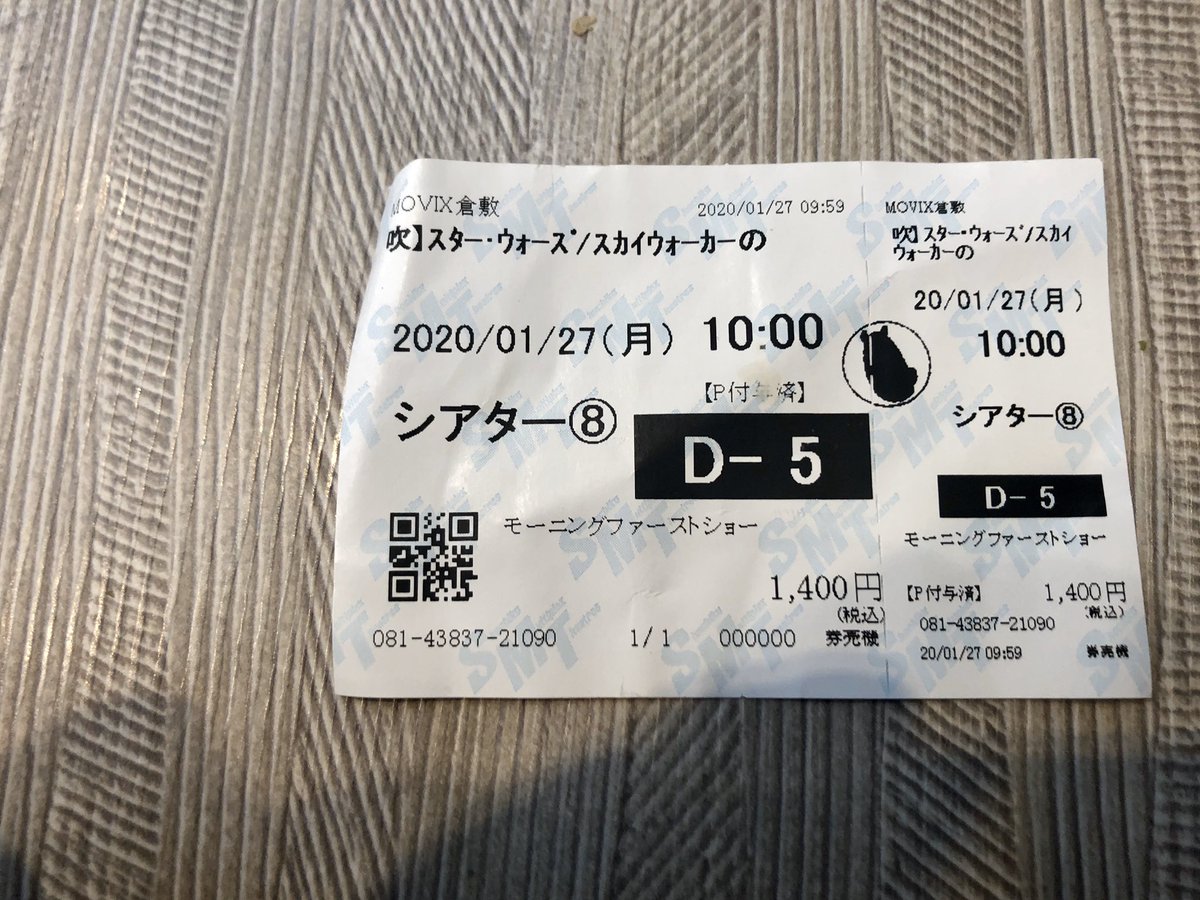 MOVIX倉敷
2020/01/27 09:59
吹】スター・ウォーズ/スカイウォーカーの
2020/01/27(月) 10:00
【P付与済】
シアター⑧
D- 5
モーニングファーストショー
1,400円
(税込)
081-43837-21090 1/1 000000 券売機
MOVIX倉敷
吹】スター・ウォーズ/スカイ
ウォーカーの
20/01/27(月)
10:00
シアター⑧
D- 5
モーニングファーストショー
【P付与済】 1,400円
(税込)
081-43837-21090
20/01/27 09:59 券売機
SMT